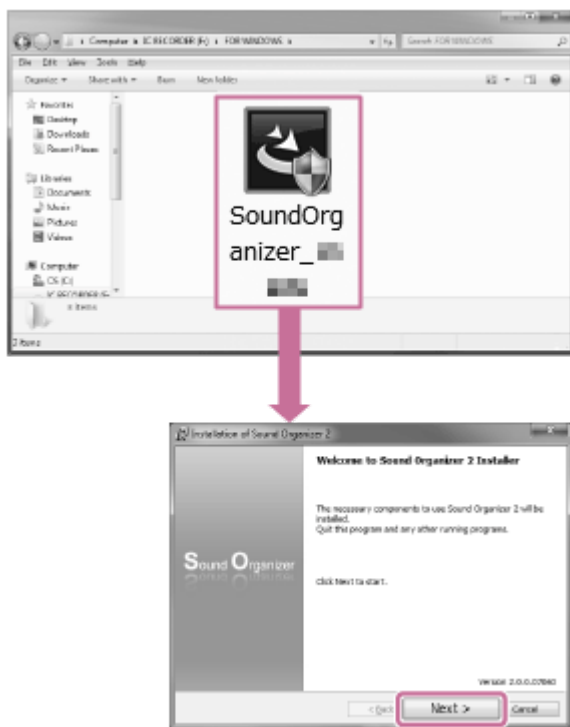 Computer ▸ IC RECORDER (F:) ▸ FOR WINDOWS ▸
Search FOR WINDOWS
File Edit View Tools Help
Organize ▾ Share with ▾ Burn New folder
Favorites
Desktop
Downloads
Recent Places
Libraries
Documents
Music
Pictures
Videos
Computer
OS (C:)
IC RECORDER (F:
SoundOrg
anizer_
2 items
Installation of Sound Organizer 2
Welcome to Sound Organizer 2 Installer
The necessary components to use Sound Organizer 2 will be
installed.
Quit this program and any other running programs.
Sound Organizer
Click Next to start.
Version 2.0.0.07060
< Back
Next >
Cancel